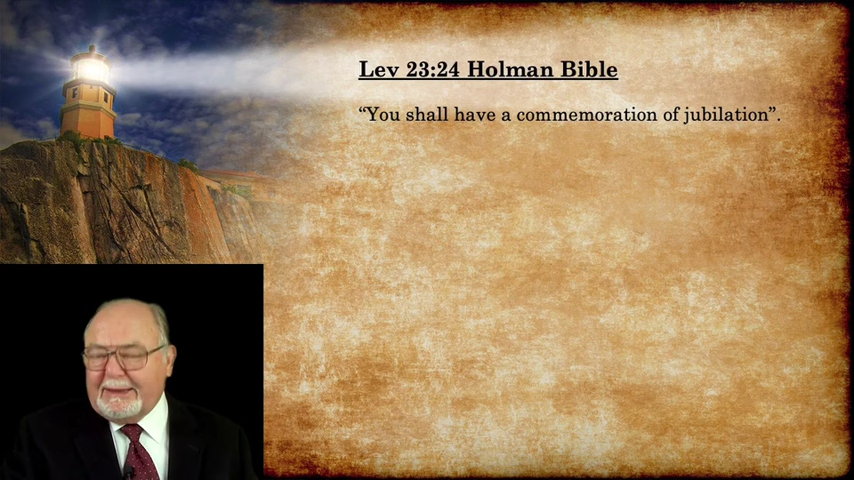 Lev 23:24 Holman Bible
“You shall have a commemoration of jubilation”.